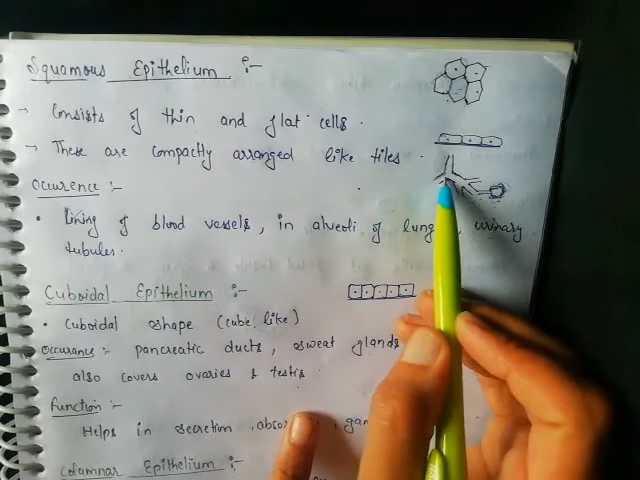 Squamous Epithelium :-
→ Consists of thin and flat cells.
→ These are compactly arranged like tiles.
Occurence :-
• Lining of blood vessels, in alveoli of lung , urinary
tubules.
Cuboidal Epithelium :-
• Cuboidal shape (cube like)
Occurance :- pancreatic ducts, sweat glands
also covers ovaries & testis.
Function :-
Helps in secretion,
Columnar Epithelium :-